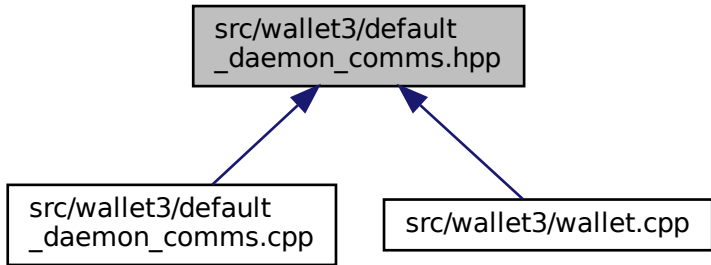 src/wallet3/default
_daemon_comms.hpp
src/wallet3/default
_daemon_comms.cpp
src/wallet3/wallet.cpp